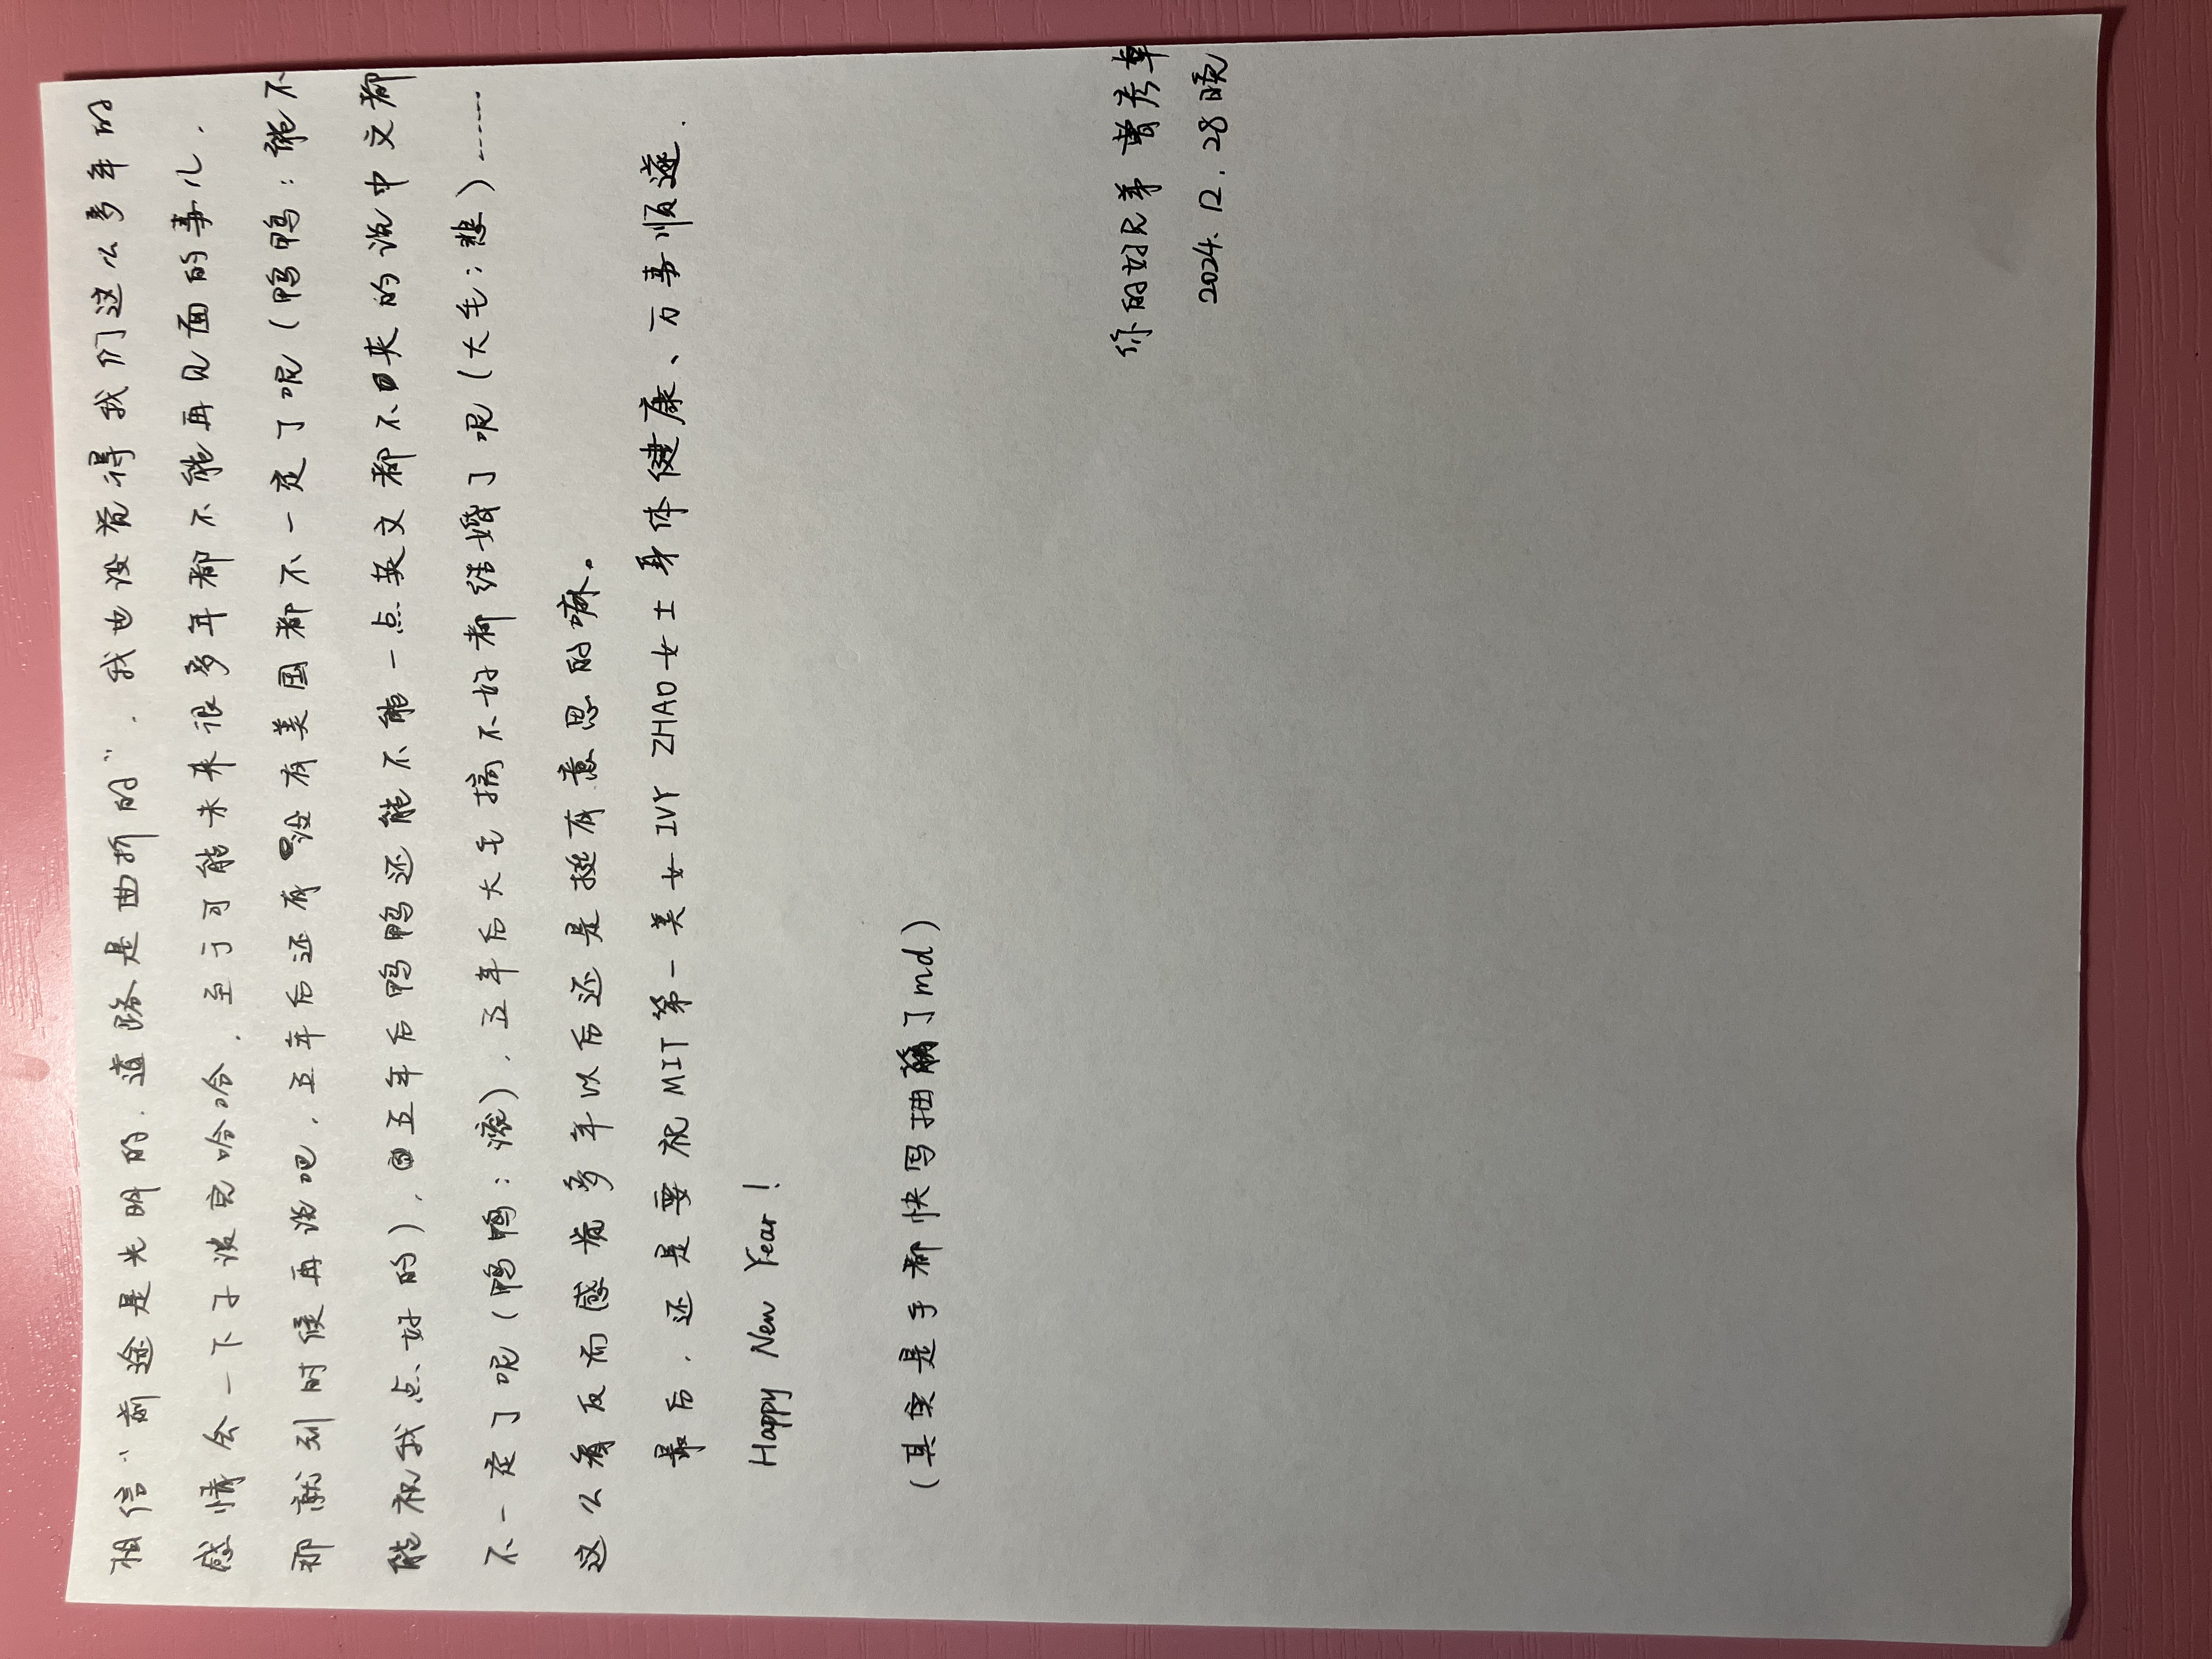 相信“前途是光明的，道路是曲折的”，我也没觉得我们这么多年的
感情会一下子谈完哈哈，至于可能未来很多年都不能再见面的事儿，
那就到时候再说吧，五年后还有没有美国都不一定了呢（鸭鸭：能不
能祝我点好的），五年后鸭鸭还能不能一点英文都不夹的说中文都
不一定了呢（鸭鸭：滚），五年后大毛搞不好都结婚了呢（大毛：悲）……
这么看反而感觉多年以后还是挺有意思的嘛。
最后，还是要祝MIT第一美女IVY ZHAO女士身体健康、万事顺遂，
Happy New Year！
（其实是手都快写抽筋了md）
你的好兄弟 曹彦卓
2024.12.28晚